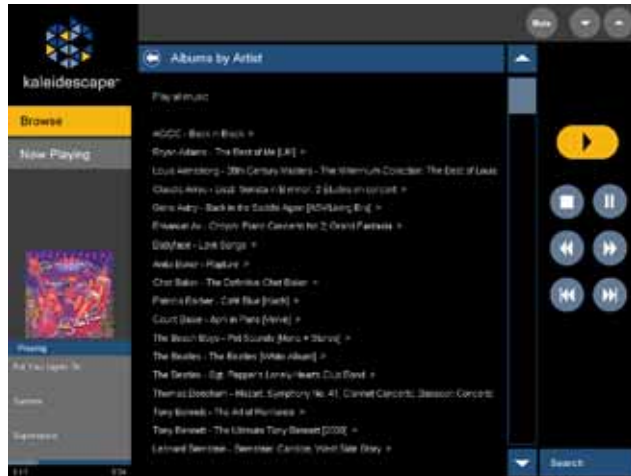 Mute
kaleidescape
Albums by Artist
Browse
Now Playing
Play all music
AC/DC - Back in Black »
Bryan Adams - The Best of Me [UK] »
Louis Armstrong - 20th Century Masters - The Millennium Collection: The Best of Louis
Claudio Arrau - Liszt: Sonata in B minor, 2 Études en concert »
Gene Autry - Back in the Saddle Again [ASV/Living Era] »
Emanuel Ax - Chopin: Piano Concerto No 2; Grand Fantasia »
Babyface - Love Songs »
Anita Baker - Rapture »
Chet Baker - The Definitive Chet Baker »
Patricia Barber - Café Blue »
Count Basie - April in Paris [Verve] »
The Beach Boys - Pet Sounds [Mono + Stereo] »
The Beatles - The Beatles [White Album] »
The Beatles - Sgt. Pepper's Lonely Hearts Club Band »
Thomas Beecham - Mozart: Symphony No. 41, Clarinet Concerto, Bassoon Concerto
Tony Bennett - The Art of Romance »
Tony Bennett - The Ultimate Tony Bennett [2000] »
Leonard Bernstein - Bernstein: Candide, West Side Story »
Playing
Santana
Supernatural
Search